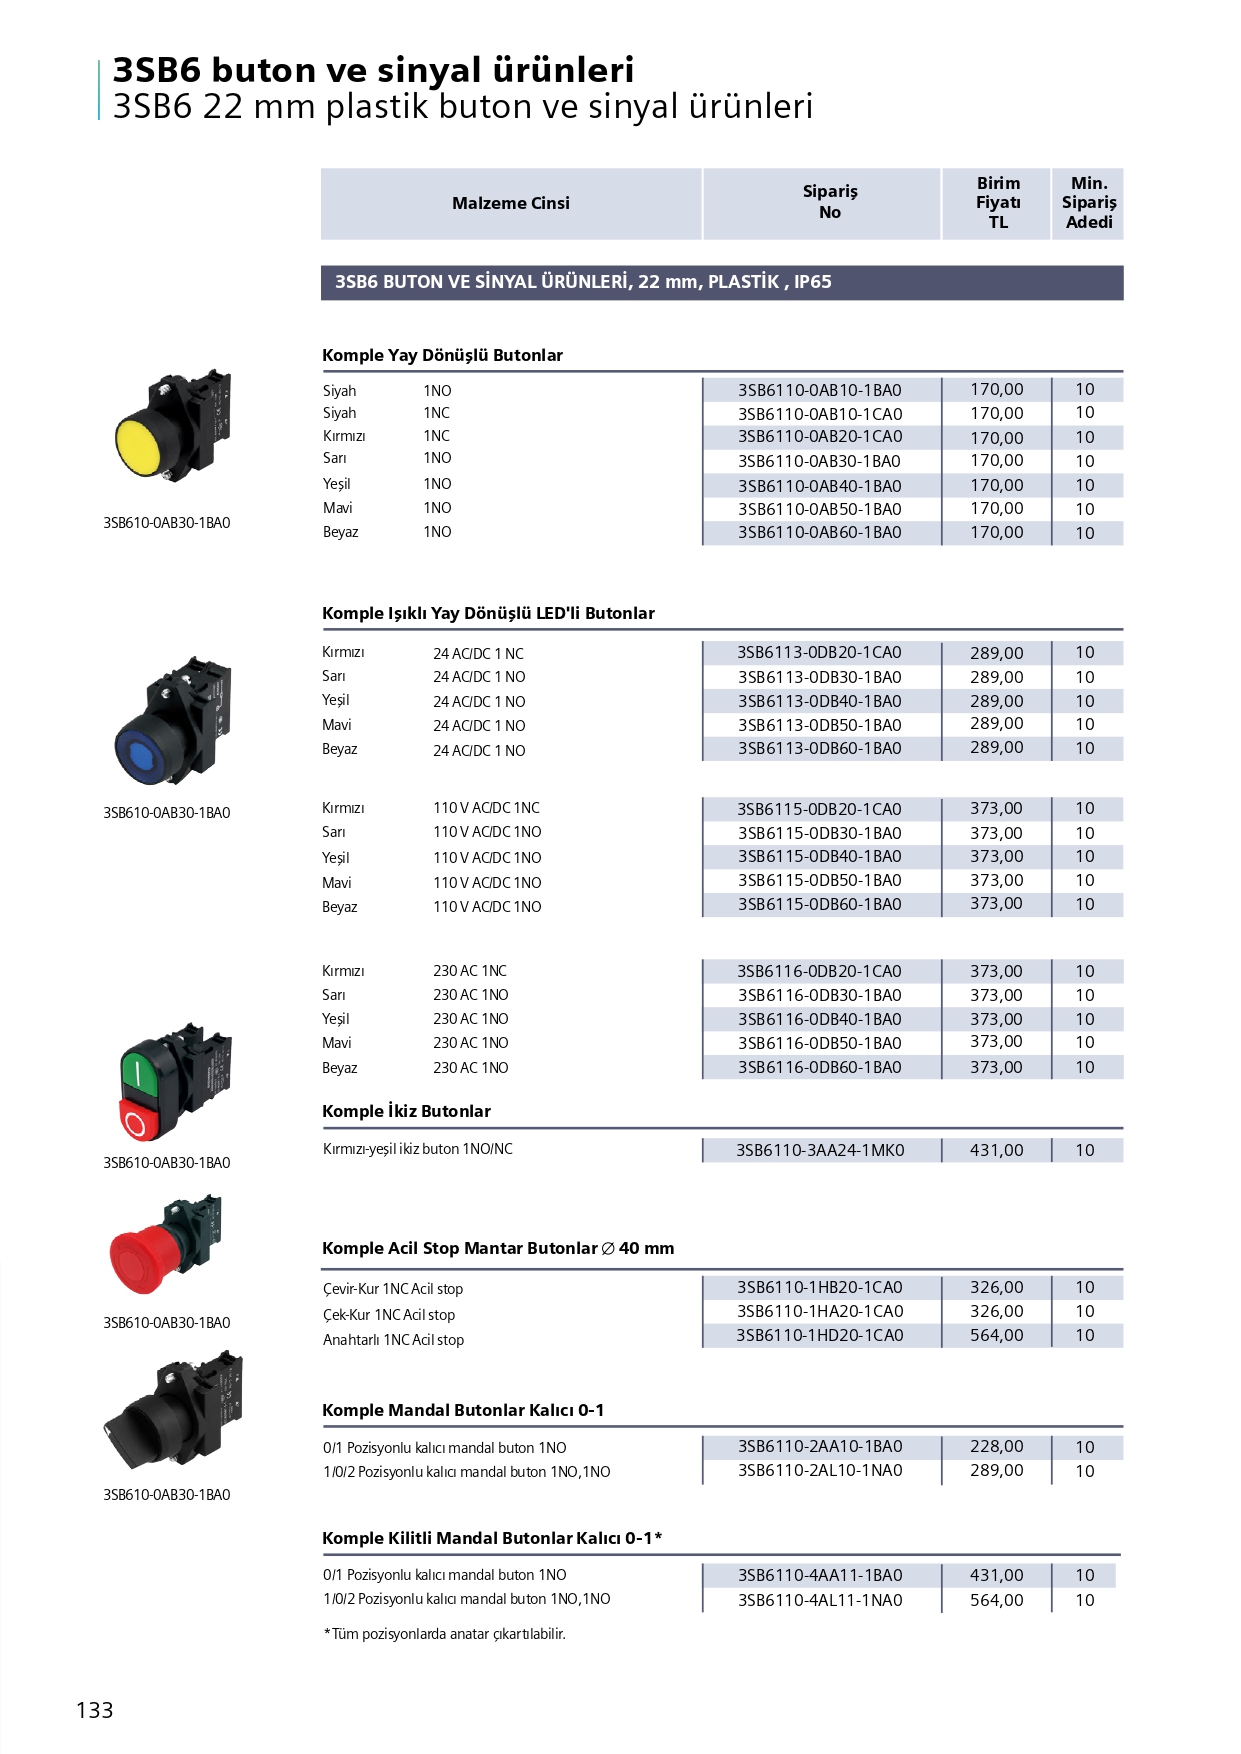 3SB6 buton ve sinyal ürünleri
3SB6 22 mm plastik buton ve sinyal ürünleri
Malzeme Cinsi Sipariş No Birim Fiyatı TL Min. Sipariş Adedi
3SB6 BUTON VE SİNYAL ÜRÜNLERİ, 22 mm, PLASTİK , IP65
Komple Yay Dönüşlü Butonlar
Siyah 1NO 3SB6110-0AB10-1BA0 170,00 10
Siyah 1NC 3SB6110-0AB10-1CA0 170,00 10
Kırmızı 1NC 3SB6110-0AB20-1CA0 170,00 10
Sarı 1NO 3SB6110-0AB30-1BA0 170,00 10
Yeşil 1NO 3SB6110-0AB40-1BA0 170,00 10
Mavi 1NO 3SB6110-0AB50-1BA0 170,00 10
Beyaz 1NO 3SB6110-0AB60-1BA0 170,00 10
3SB610-0AB30-1BA0
Komple Işıklı Yay Dönüşlü LED'li Butonlar
Kırmızı 24 AC/DC 1 NC 3SB6113-0DB20-1CA0 289,00 10
Sarı 24 AC/DC 1 NO 3SB6113-0DB30-1BA0 289,00 10
Yeşil 24 AC/DC 1 NO 3SB6113-0DB40-1BA0 289,00 10
Mavi 24 AC/DC 1 NO 3SB6113-0DB50-1BA0 289,00 10
Beyaz 24 AC/DC 1 NO 3SB6113-0DB60-1BA0 289,00 10
3SB610-0AB30-1BA0
Kırmızı 110 V AC/DC 1NC 3SB6115-0DB20-1CA0 373,00 10
Sarı 110 V AC/DC 1NO 3SB6115-0DB30-1BA0 373,00 10
Yeşil 110 V AC/DC 1NO 3SB6115-0DB40-1BA0 373,00 10
Mavi 110 V AC/DC 1NO 3SB6115-0DB50-1BA0 373,00 10
Beyaz 110 V AC/DC 1NO 3SB6115-0DB60-1BA0 373,00 10
Kırmızı 230 AC 1NC 3SB6116-0DB20-1CA0 373,00 10
Sarı 230 AC 1NO 3SB6116-0DB30-1BA0 373,00 10
Yeşil 230 AC 1NO 3SB6116-0DB40-1BA0 373,00 10
Mavi 230 AC 1NO 3SB6116-0DB50-1BA0 373,00 10
Beyaz 230 AC 1NO 3SB6116-0DB60-1BA0 373,00 10
Komple İkiz Butonlar
Kırmızı-yeşil ikiz buton 1NO/NC 3SB6110-3AA24-1MK0 431,00 10
3SB610-0AB30-1BA0
Komple Acil Stop Mantar Butonlar ∅ 40 mm
Çevir-Kur 1NC Acil stop 3SB6110-1HB20-1CA0 326,00 10
Çek-Kur 1NC Acil stop 3SB6110-1HA20-1CA0 326,00 10
Anahtarlı 1NC Acil stop 3SB6110-1HD20-1CA0 564,00 10
3SB610-0AB30-1BA0
Komple Mandal Butonlar Kalıcı 0-1
0/1 Pozisyonlu kalıcı mandal buton 1NO 3SB6110-2AA10-1BA0 228,00 10
1/0/2 Pozisyonlu kalıcı mandal buton 1NO,1NO 3SB6110-2AL10-1NA0 289,00 10
3SB610-0AB30-1BA0
Komple Kilitli Mandal Butonlar Kalıcı 0-1*
0/1 Pozisyonlu kalıcı mandal buton 1NO 3SB6110-4AA11-1BA0 431,00 10
1/0/2 Pozisyonlu kalıcı mandal buton 1NO,1NO 3SB6110-4AL11-1NA0 564,00 10
*Tüm pozisyonlarda anatar çıkartılabilir.
133